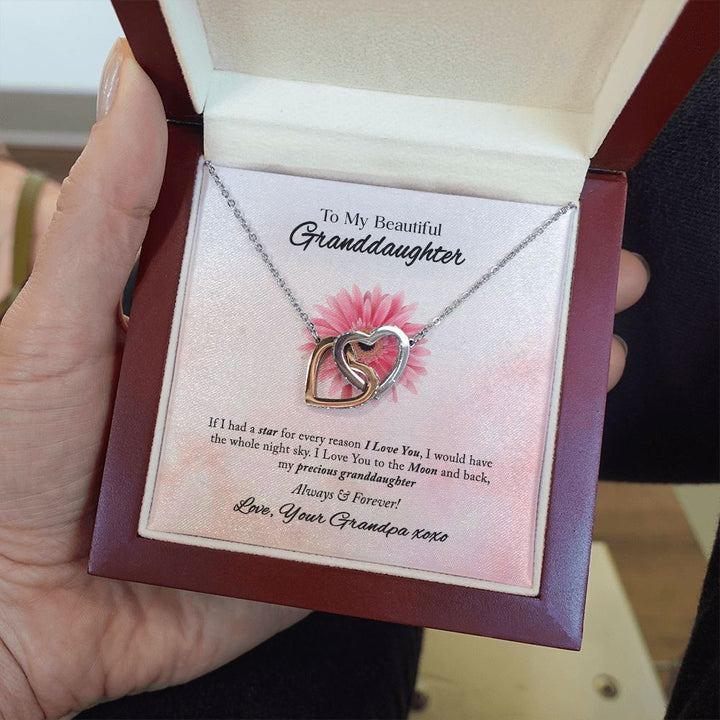 To My Beautiful
Granddaughter
If I had a star for every reason I Love You, I would have
the whole night sky. I Love You to the Moon and back,
my precious granddaughter
Always & Forever!
Love, Your Grandpa xoxo